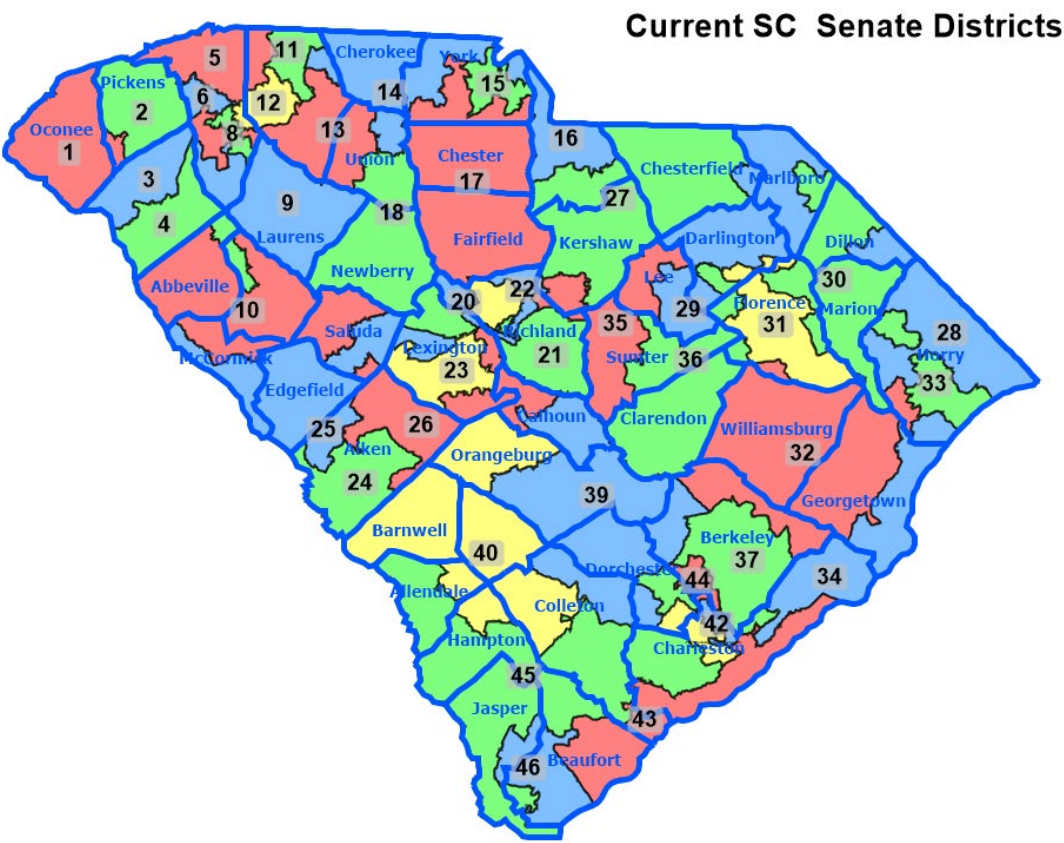 Current SC Senate Districts
5
11
Cherokee
York
Pickens
6
12
14
15
2
Oconee
8
13
16
1
Union
Chester
Chesterfield
3
17
Marlboro
9
27
4
18
Laurens
Fairfield
Kershaw
Darlington
Dillon
Newberry
Abbeville
Lee
30
22
20
10
29
Florence
Marion
Saluda
Richland
35
31
28
McCormick
Lexington
21
Sumter
36
Horry
23
33
Edgefield
Calhoun
Clarendon
26
25
Williamsburg
Aiken
Orangeburg
32
24
39
Georgetown
Barnwell
Berkeley
40
37
Dorchester
44
34
Allendale
Colleton
42
Hampton
Charleston
45
Jasper
43
46
Beaufort